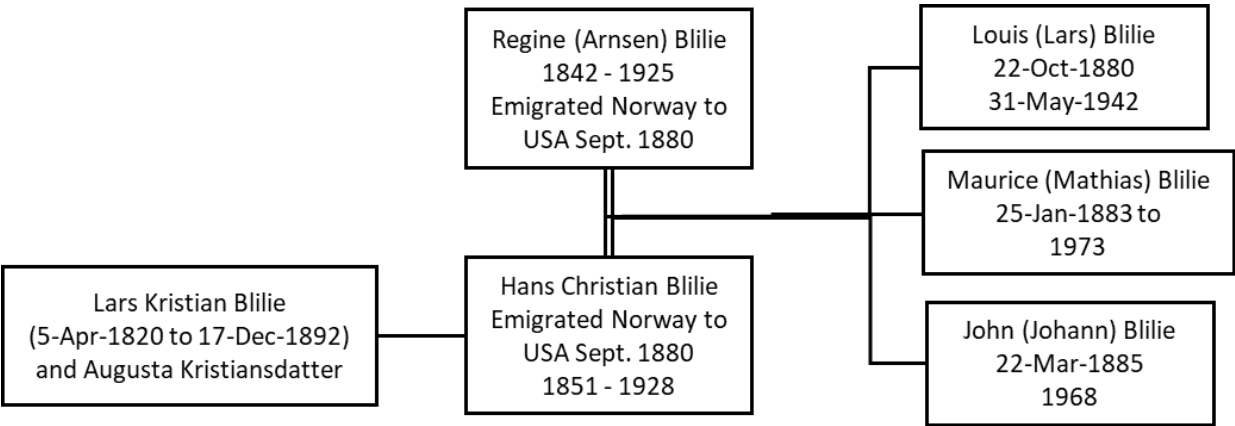 Regine (Arnsen) Blilie
1842 - 1925
Emigrated Norway to
USA Sept. 1880
Louis (Lars) Blilie
22-Oct-1880
31-May-1942
Maurice (Mathias) Blilie
25-Jan-1883 to
1973
Lars Kristian Blilie
(5-Apr-1820 to 17-Dec-1892)
and Augusta Kristiansdatter
Hans Christian Blilie
Emigrated Norway to
USA Sept. 1880
1851 - 1928
John (Johann) Blilie
22-Mar-1885
1968